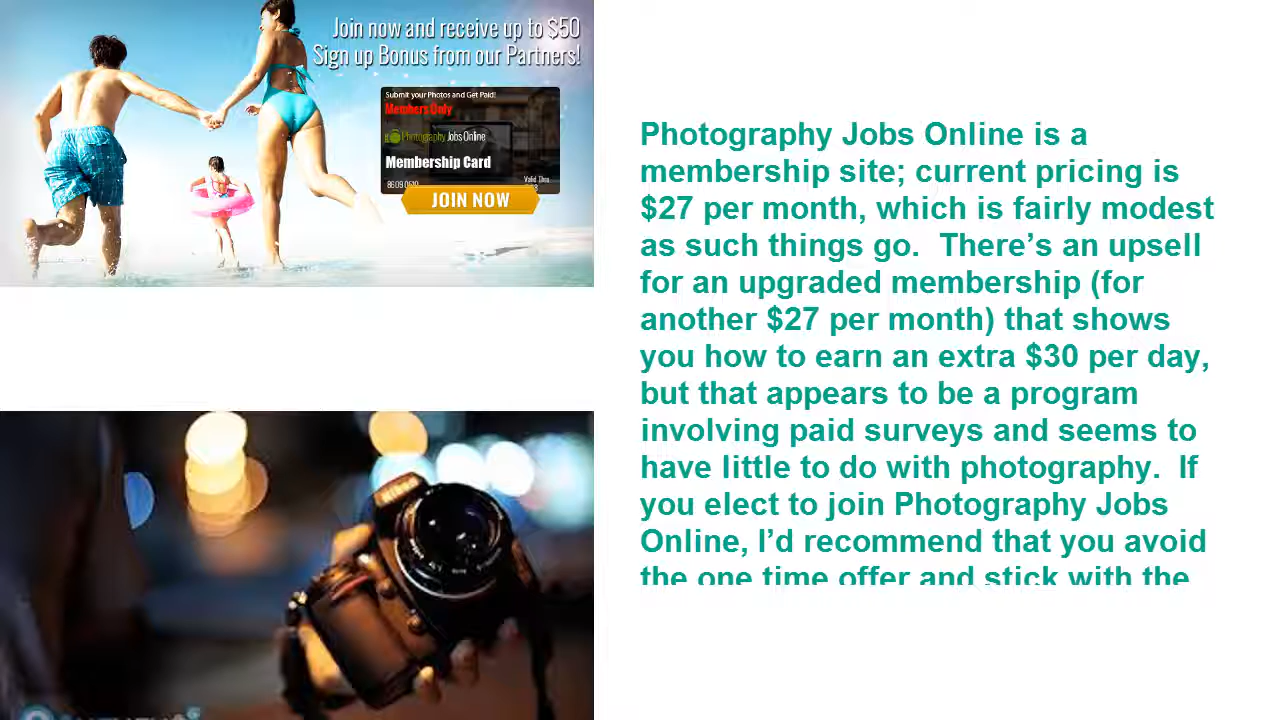 Join now and receive up to $50
Sign up Bonus from our Partners!
Submit your Photos and Get Paid!
Members Only
Photography Jobs Online
Membership Card
8609 0610
Valid Thru
JOIN NOW
Photography Jobs Online is a
membership site; current pricing is
$27 per month, which is fairly modest
as such things go.  There’s an upsell
for an upgraded membership (for
another $27 per month) that shows
you how to earn an extra $30 per day,
but that appears to be a program
involving paid surveys and seems to
have little to do with photography.  If
you elect to join Photography Jobs
Online, I’d recommend that you avoid
the one time offer and stick with the